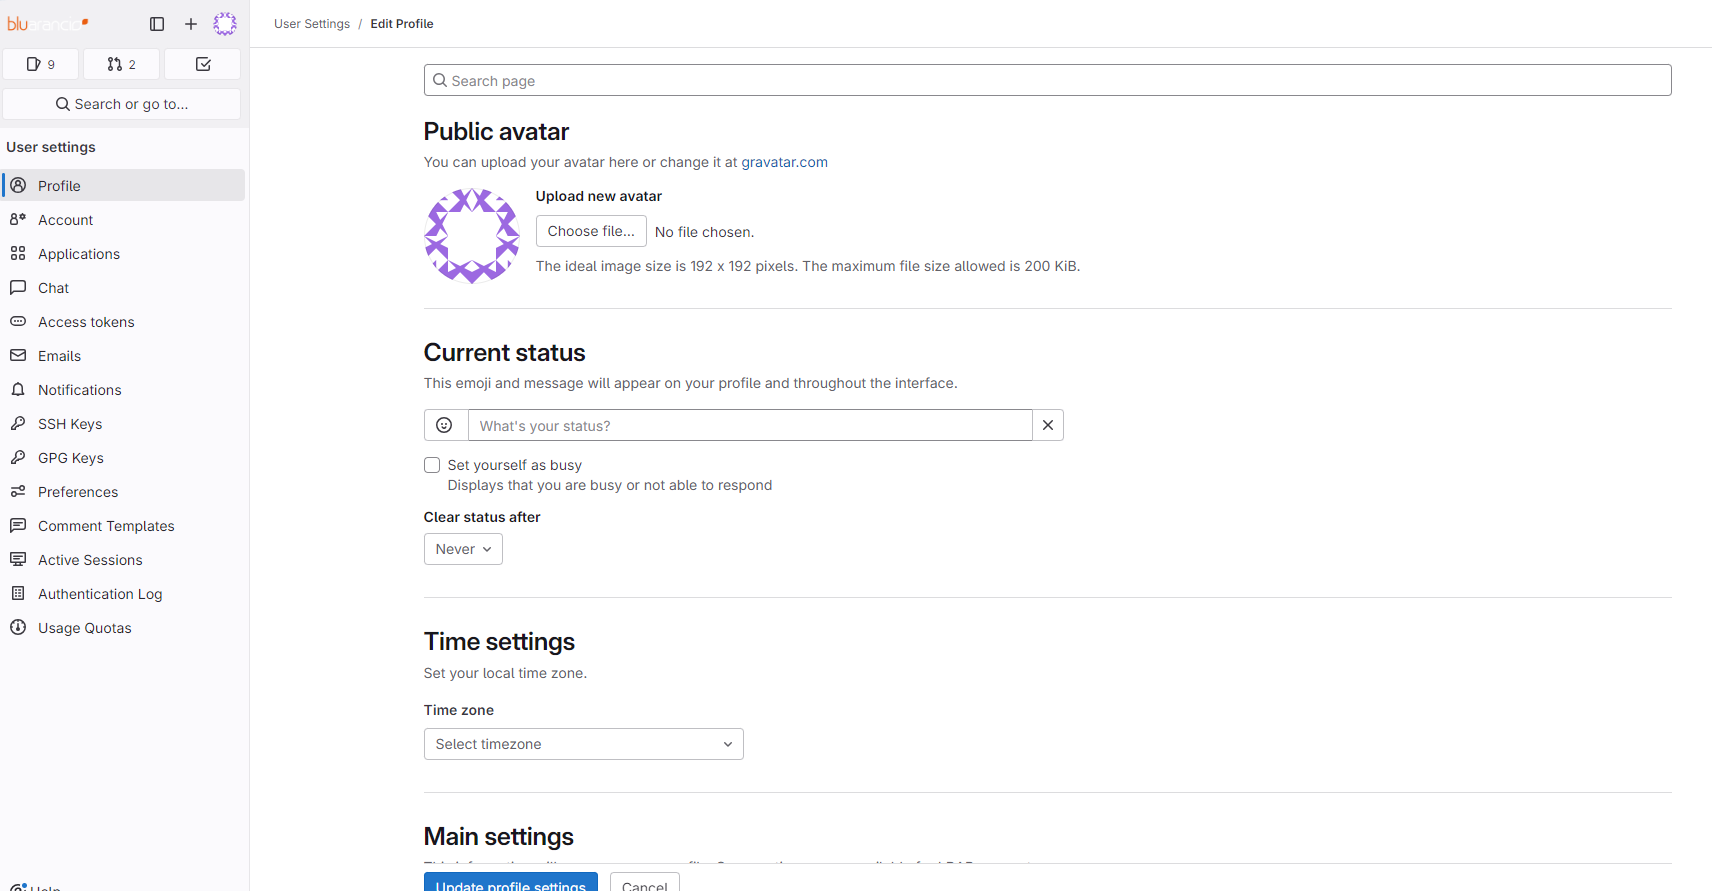 bluarancio
User Settings / Edit Profile
9
2
Search or go to...
User settings
Profile
Account
Applications
Chat
Access tokens
Emails
Notifications
SSH Keys
GPG Keys
Preferences
Comment Templates
Active Sessions
Authentication Log
Usage Quotas
Help
Search page
Public avatar
You can upload your avatar here or change it at gravatar.com
Upload new avatar
Choose file... No file chosen.
The ideal image size is 192 x 192 pixels. The maximum file size allowed is 200 KiB.
Current status
This emoji and message will appear on your profile and throughout the interface.
What's your status?
Set yourself as busy
Displays that you are busy or not able to respond
Clear status after
Never
Time settings
Set your local time zone.
Time zone
Select timezone
Main settings
Update profile settings Cancel